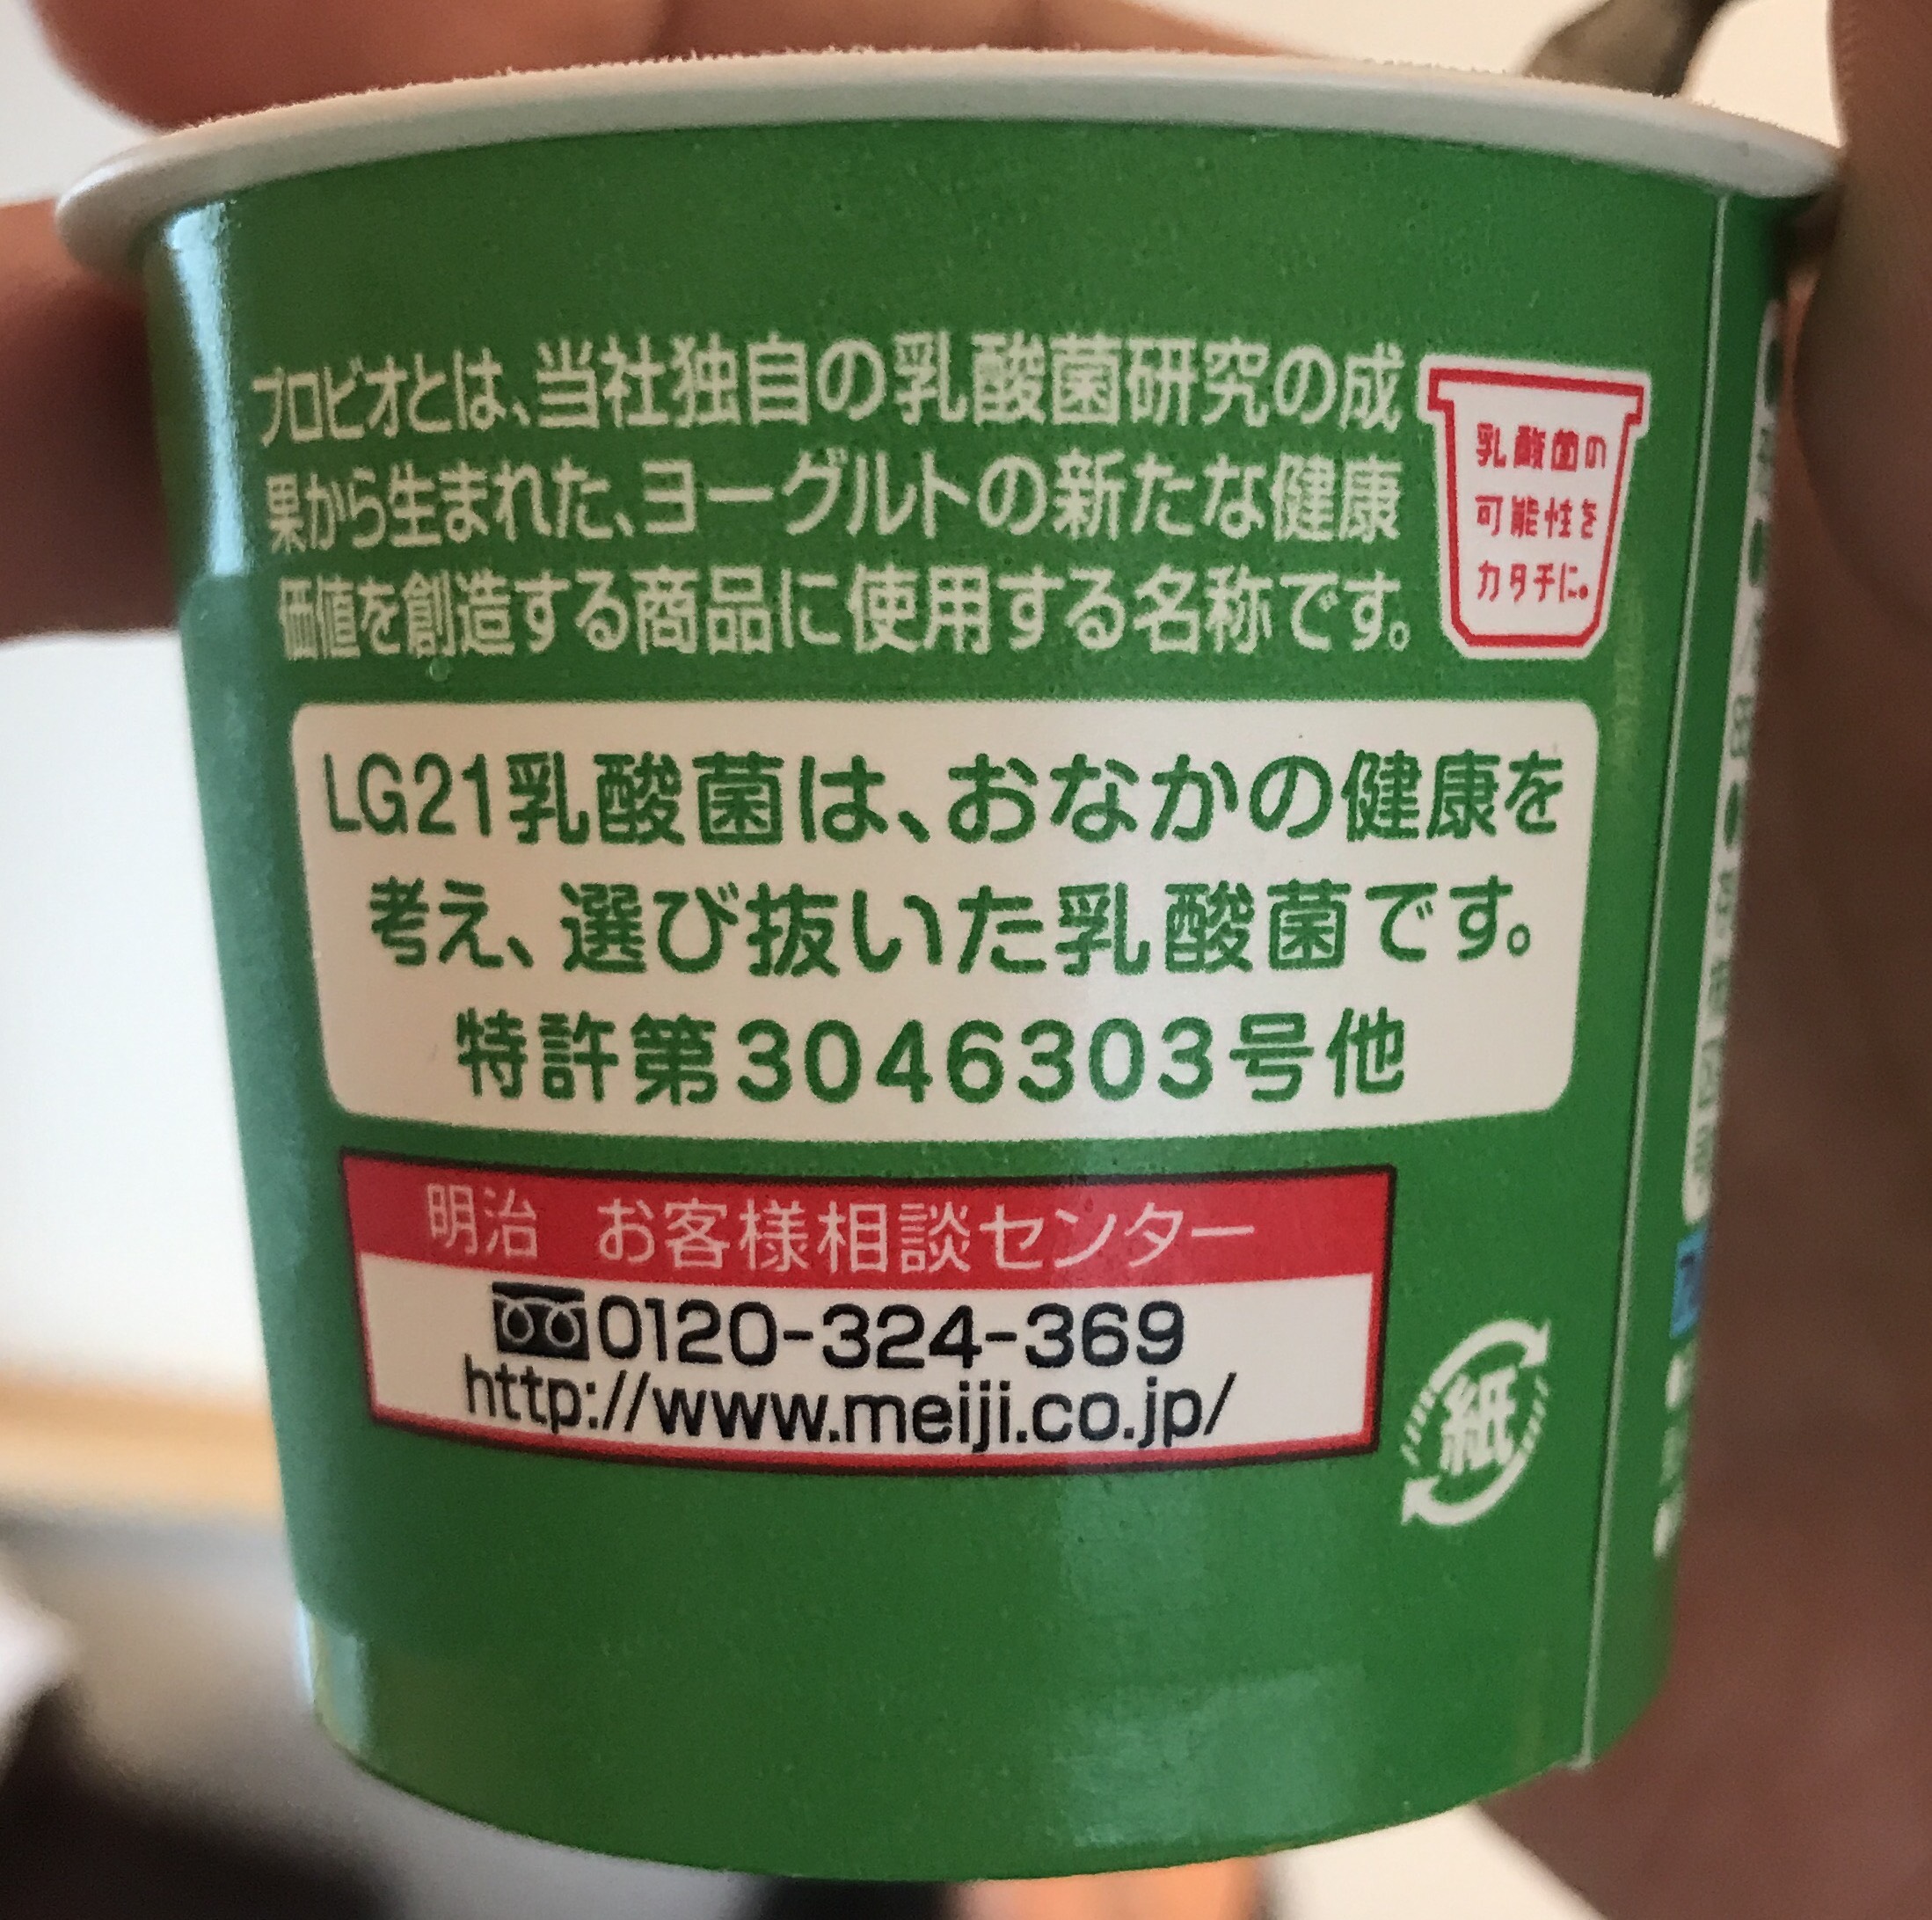 プロビオとは、当社独自の乳酸菌研究の成
果から生まれた、ヨーグルトの新たな健康
価値を創造する商品に使用する名称です。
乳酸菌の
可能性を
カタチに。
LG21乳酸菌は、おなかの健康を
考え、選び抜いた乳酸菌です。
特許第3046303号他
明治 お客様相談センター
0120-324-369
http://www.meiji.co.jp/
紙